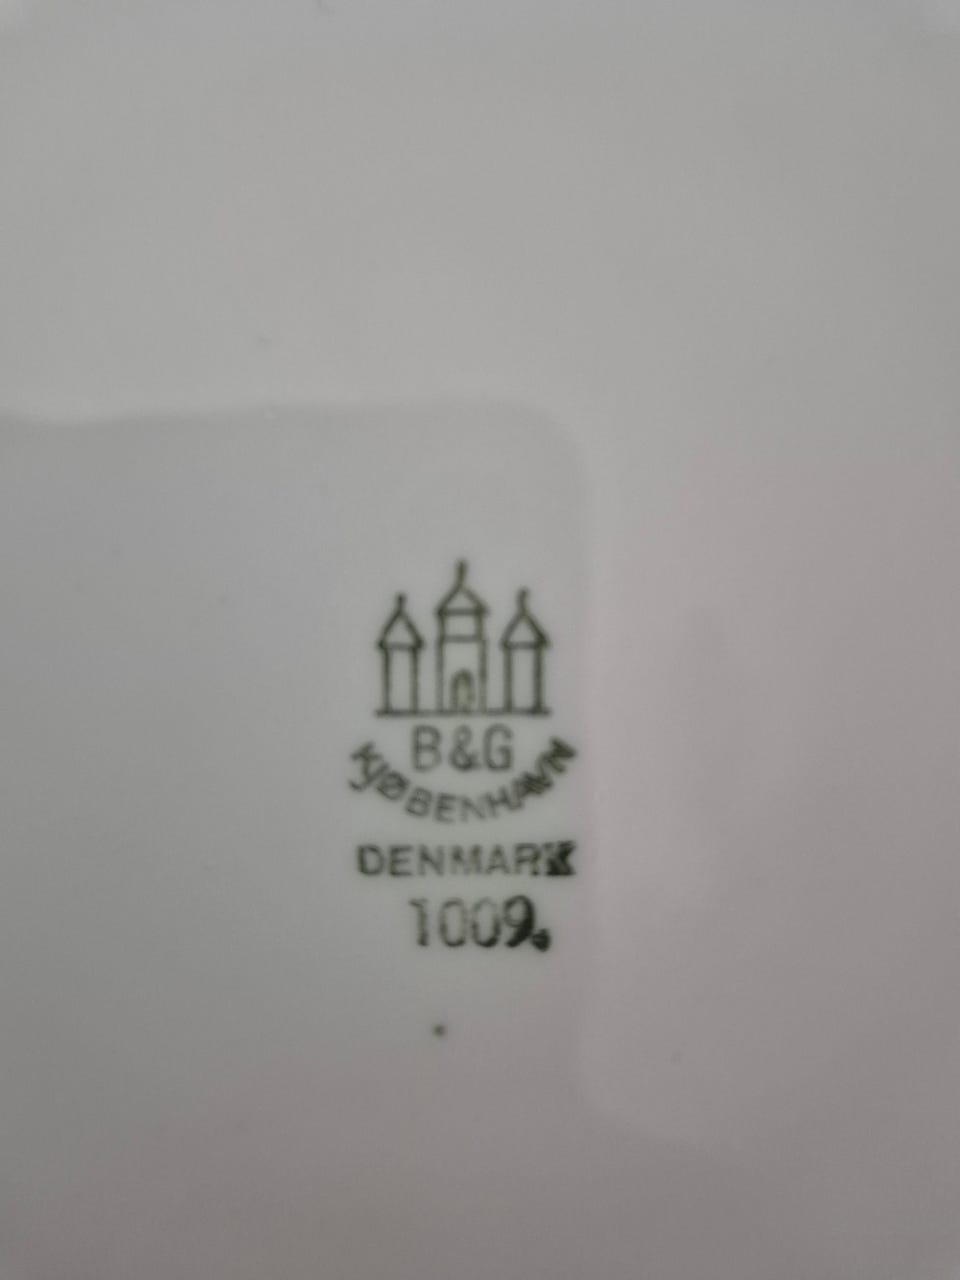 B&G
KJØBENHAVN
DENMARK
1009.